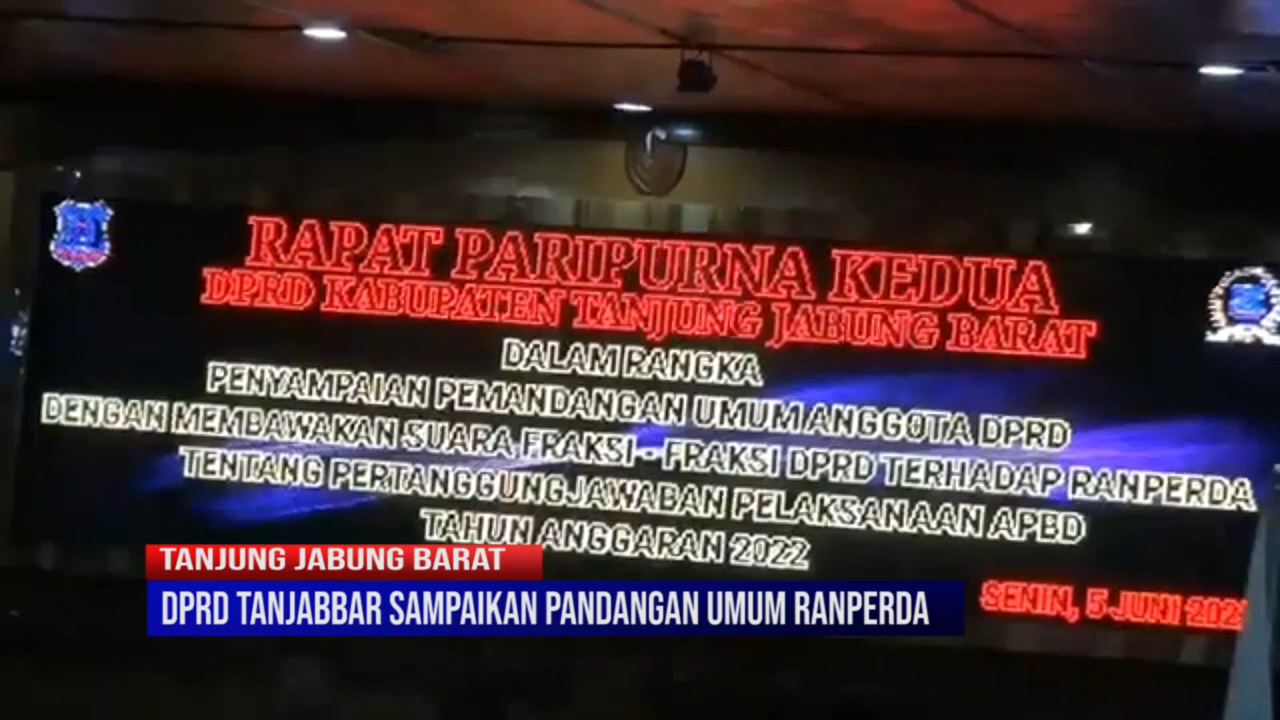 RAPAT PARIPURNA KEDUA
DPRD KABUPATEN TANJUNG JABUNG BARAT
DALAM RANGKA
PENYAMPAIAN PEMANDANGAN UMUM ANGGOTA DPRD
DENGAN MEMBAWAKAN SUARA FRAKSI - FRAKSI DPRD TERHADAP RANPERDA
TENTANG PERTANGGUNGJAWABAN PELAKSANAAN APBD
TAHUN ANGGARAN 2022
SENIN, 5 JUNI
TANJUNG JABUNG BARAT
DPRD TANJABBAR SAMPAIKAN PANDANGAN UMUM RANPERDA